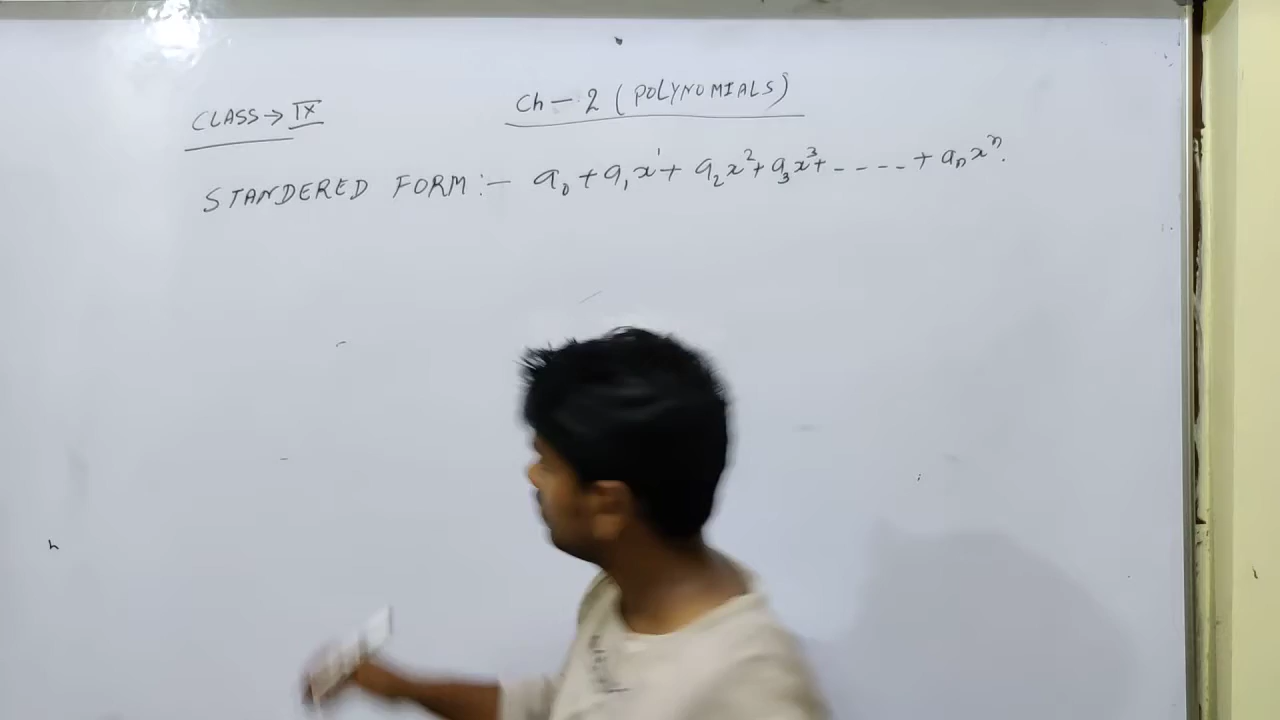 Ch - 2 (POLYNOMIALS)
CLASS → IX
STANDERED FORM :- a₀ + a₁x¹ + a₂x² + a₃x³ + - - - - + aₙxⁿ.